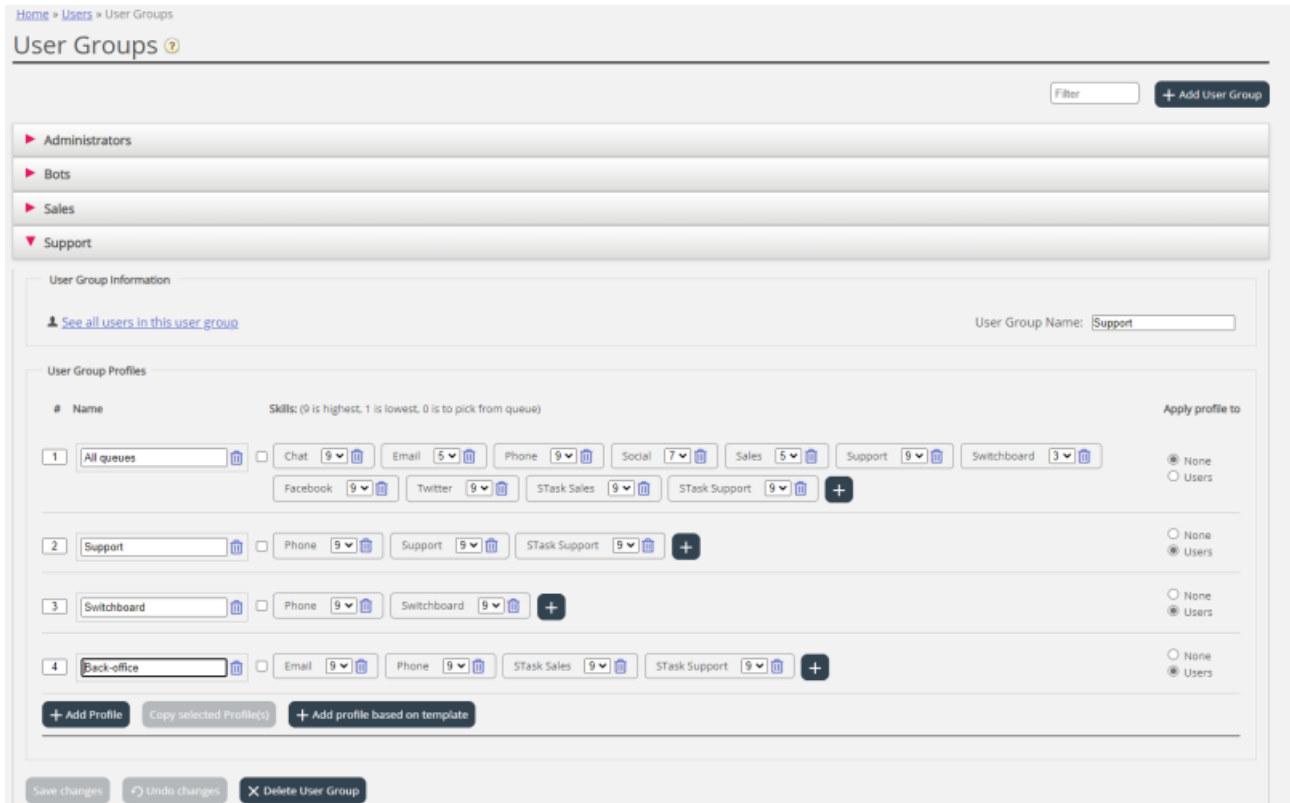 Home » Users » User Groups
User Groups ?
Filter + Add User Group
Administrators
Bots
Sales
Support
User Group Information
See all users in this user group User Group Name: Support
User Group Profiles
# Name Skills: (9 is highest, 1 is lowest, 0 is to pick from queue) Apply profile to
1 All queues Chat 9 Email 5 Phone 9 Social 7 Sales 5 Support 9 Switchboard 3 None
Facebook 9 Twitter 9 STask Sales 9 STask Support 9 + Users
2 Support Phone 9 Support 9 STask Support 9 + None
Users
3 Switchboard Phone 9 Switchboard 9 + None
Users
4 Back-office Email 9 Phone 9 STask Sales 9 STask Support 9 + None
Users
+ Add Profile Copy selected Profile(s) + Add profile based on template
Save changes Undo changes X Delete User Group